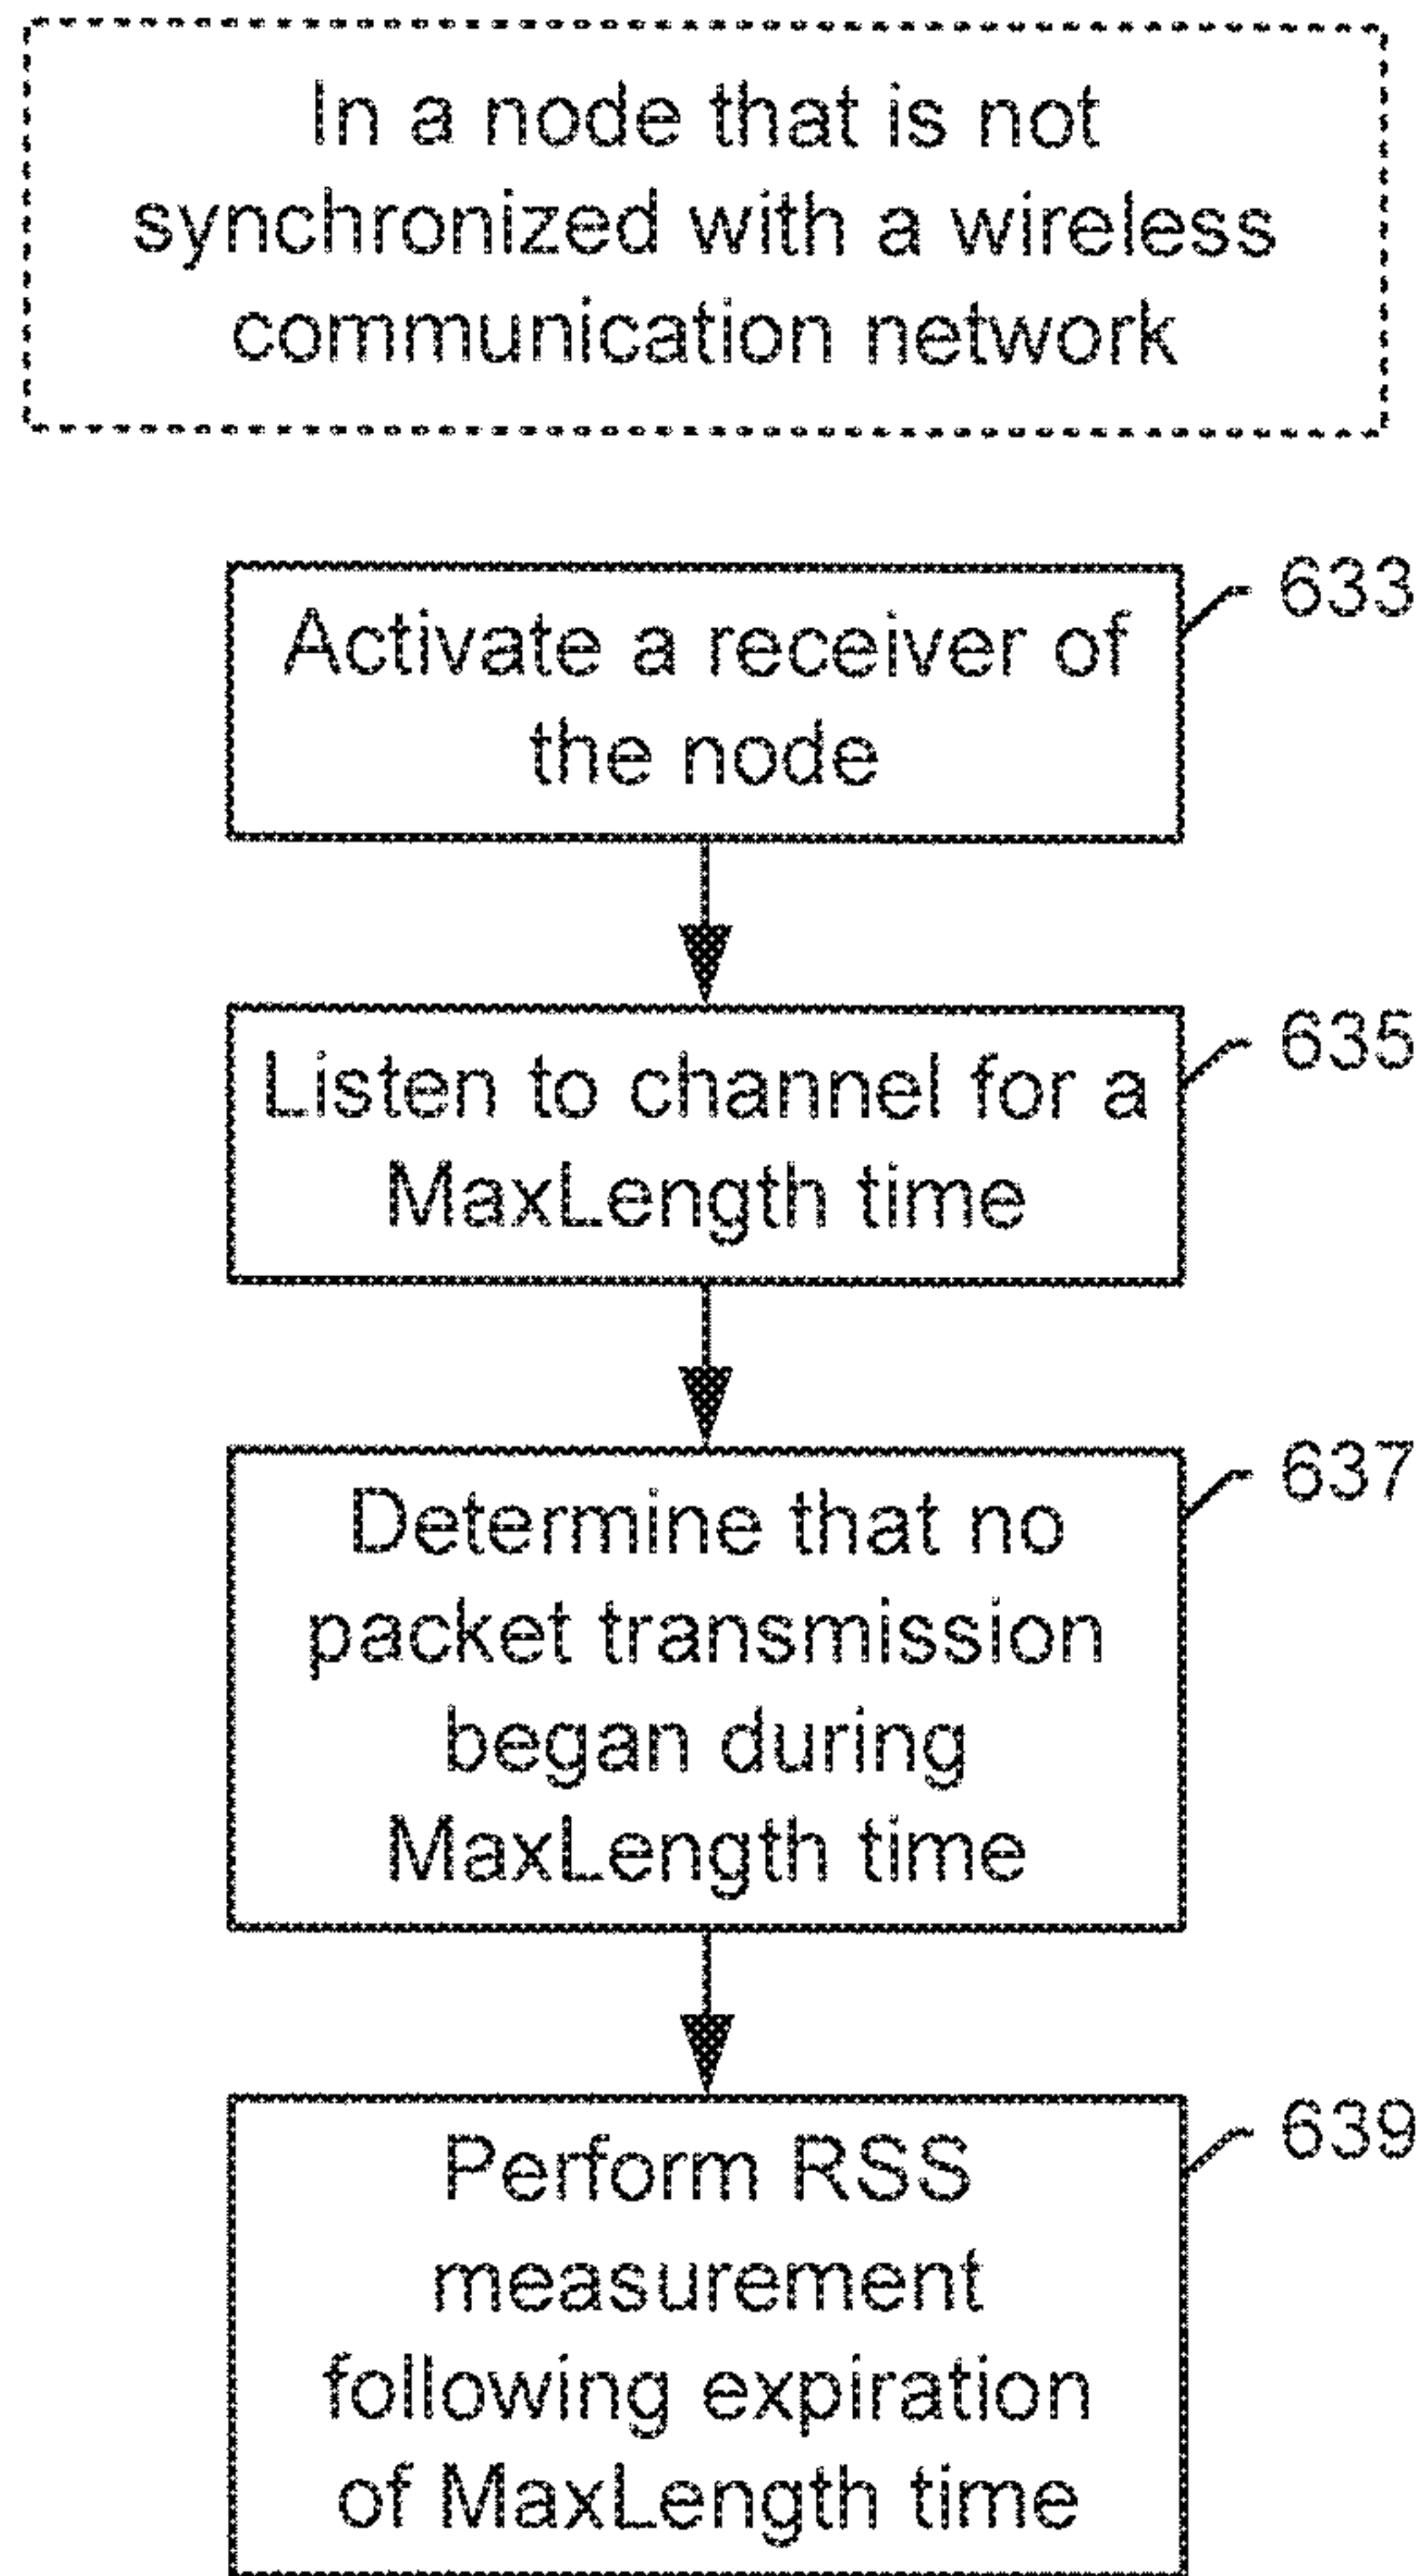 In a node that is not
synchronized with a wireless
communication network
633
Activate a receiver of
the node
635
Listen to channel for a
MaxLength time
637
Determine that no
packet transmission
began during
MaxLength time
639
Perform RSS
measurement
following expiration
of MaxLength time